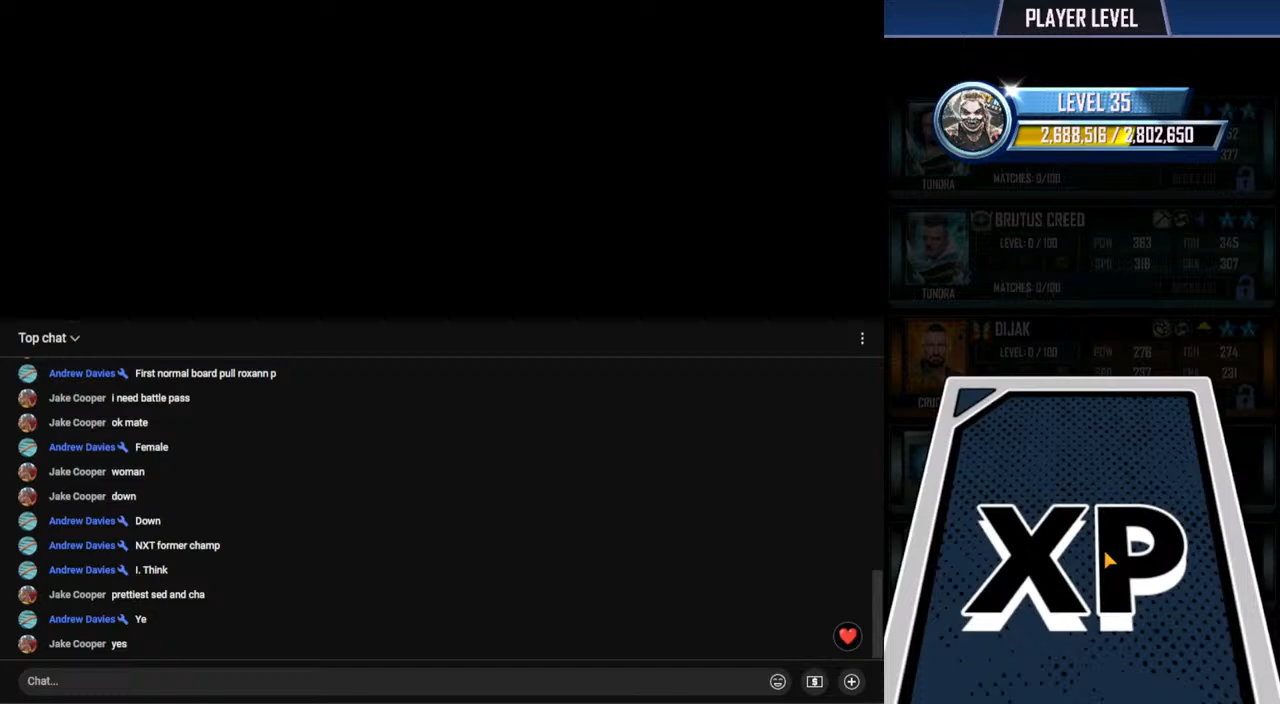 PLAYER LEVEL
LEVEL 35
2,688,516 / 2,802,650
377
TUNDRA
MATCHES: 0/100
BRUTUS CREED
LEVEL: 0 / 100
POW 363
TGH 345
SPD 318
CHA 307
TUNDRA
MATCHES: 0/100
DIJAK
LEVEL: 0 / 100
POW 276
TGH 274
231
XP
Top chat
Andrew Davies First normal board pull roxann p
Jake Cooper i need battle pass
Jake Cooper ok mate
Andrew Davies Female
Jake Cooper woman
Jake Cooper down
Andrew Davies Down
Andrew Davies NXT former champ
Andrew Davies I. Think
Jake Cooper prettiest sed and cha
Andrew Davies Ye
Jake Cooper yes
Chat...